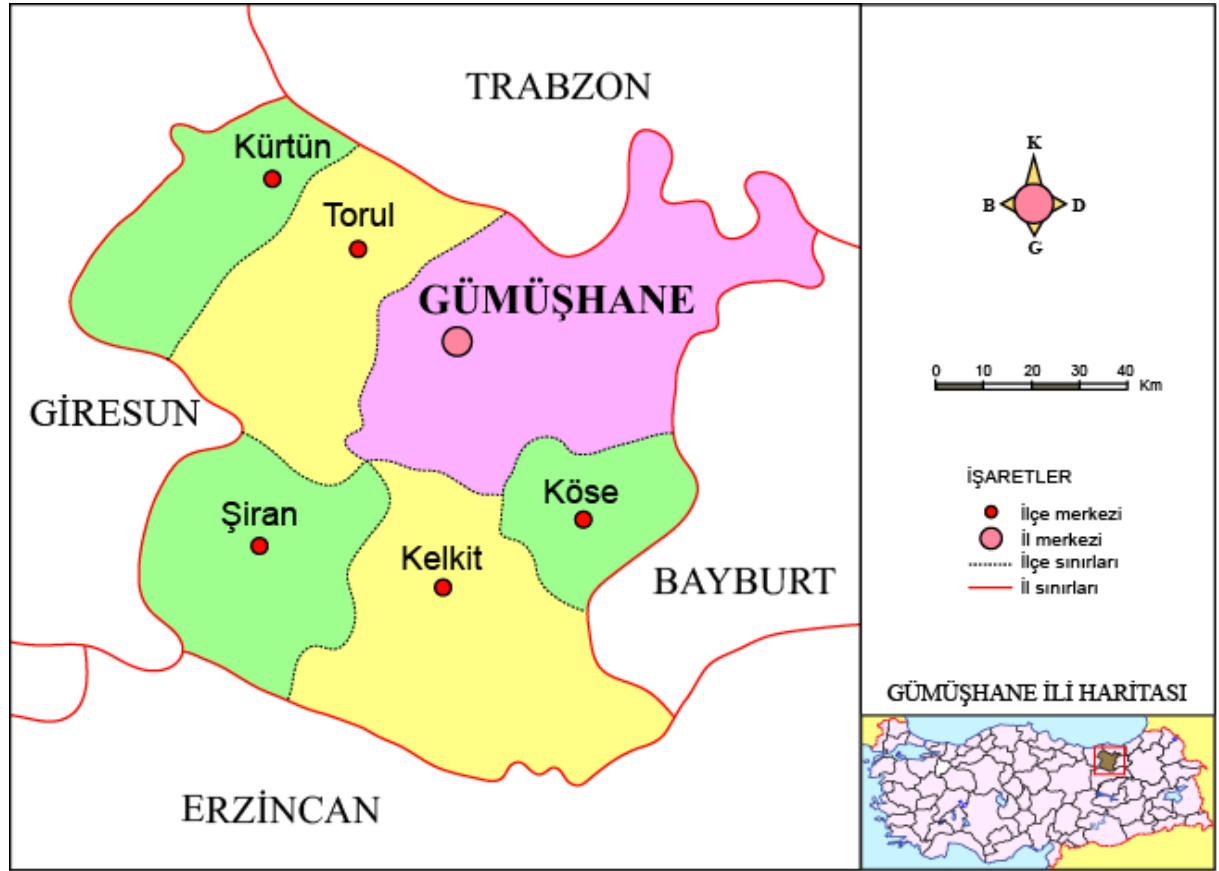 TRABZON
Kürtün
Torul
GÜMÜŞHANE
GİRESUN
Şiran
Köse
Kelkit
BAYBURT
ERZİNCAN
K
B D
G
0 10 20 30 40
Km
İŞARETLER
İlçe merkezi
İl merkezi
İlçe sınırları
İl sınırları
GÜMÜŞHANE İLİ HARİTASI